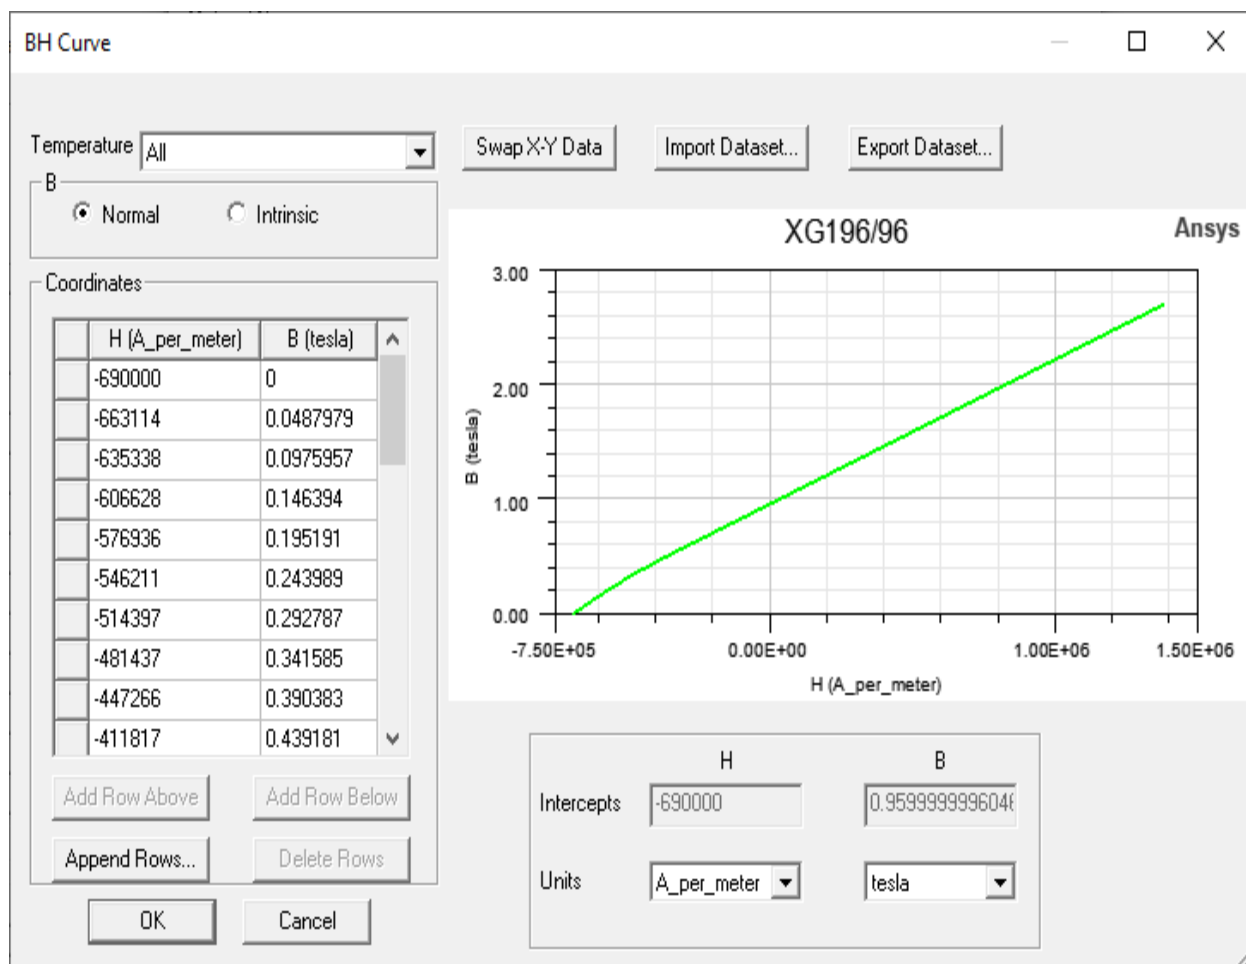 BH Curve
Temperature All
Swap X-Y Data Import Dataset... Export Dataset...
B
Normal Intrinsic
XG196/96 Ansys
Coordinates
H (A_per_meter) B (tesla)
-690000 0
-663114 0.0487979
-635338 0.0975957
-606628 0.146394
-576936 0.195191
-546211 0.243989
-514397 0.292787
-481437 0.341585
-447266 0.390383
-411817 0.439181
Add Row Above Add Row Below
Append Rows... Delete Rows
OK Cancel
3.00
2.00
1.00
0.00
B (tesla)
-7.50E+05 0.00E+00 1.00E+06 1.50E+06
H (A_per_meter)
H B
Intercepts -690000 0.959999999604
Units A_per_meter tesla